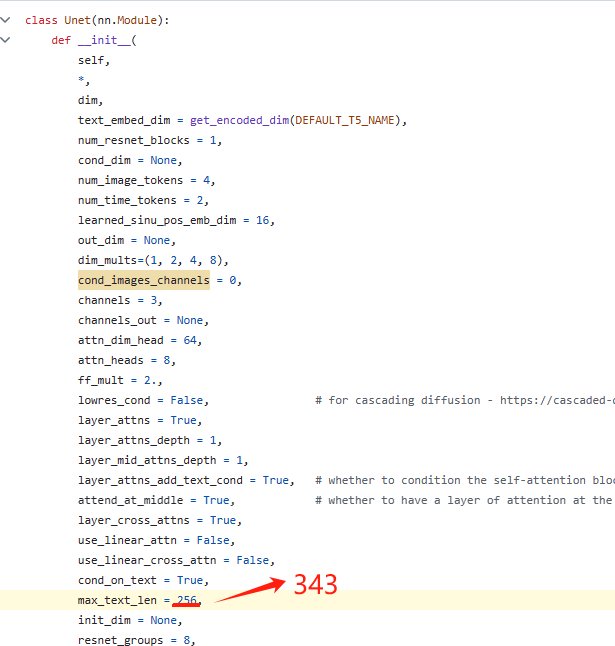 class Unet(nn.Module):
def __init__(
self,
*,
dim,
text_embed_dim = get_encoded_dim(DEFAULT_T5_NAME),
num_resnet_blocks = 1,
cond_dim = None,
num_image_tokens = 4,
num_time_tokens = 2,
learned_sinu_pos_emb_dim = 16,
out_dim = None,
dim_mults=(1, 2, 4, 8),
cond_images_channels = 0,
channels = 3,
channels_out = None,
attn_dim_head = 64,
attn_heads = 8,
ff_mult = 2.,
lowres_cond = False, # for cascading diffusion - https://cascaded-
layer_attns = True,
layer_attns_depth = 1,
layer_mid_attns_depth = 1,
layer_attns_add_text_cond = True, # whether to condition the self-attention bloc
attend_at_middle = True, # whether to have a layer of attention at the
layer_cross_attns = True,
use_linear_attn = False,
use_linear_cross_attn = False,
cond_on_text = True,
max_text_len = 256, 343
init_dim = None,
resnet_groups = 8,